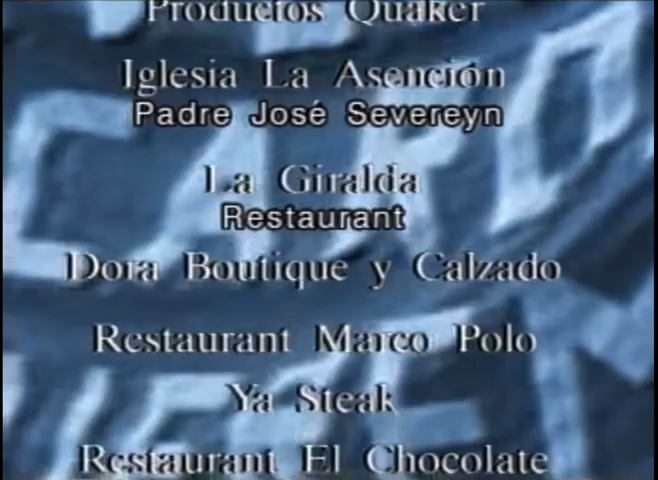 Productos Quaker
Iglesia La Asención
Padre José Severeyn
La Giralda
Restaurant
Dora Boutique y Calzado
Restaurant Marco Polo
Ya Steak
Restaurant El Chocolate